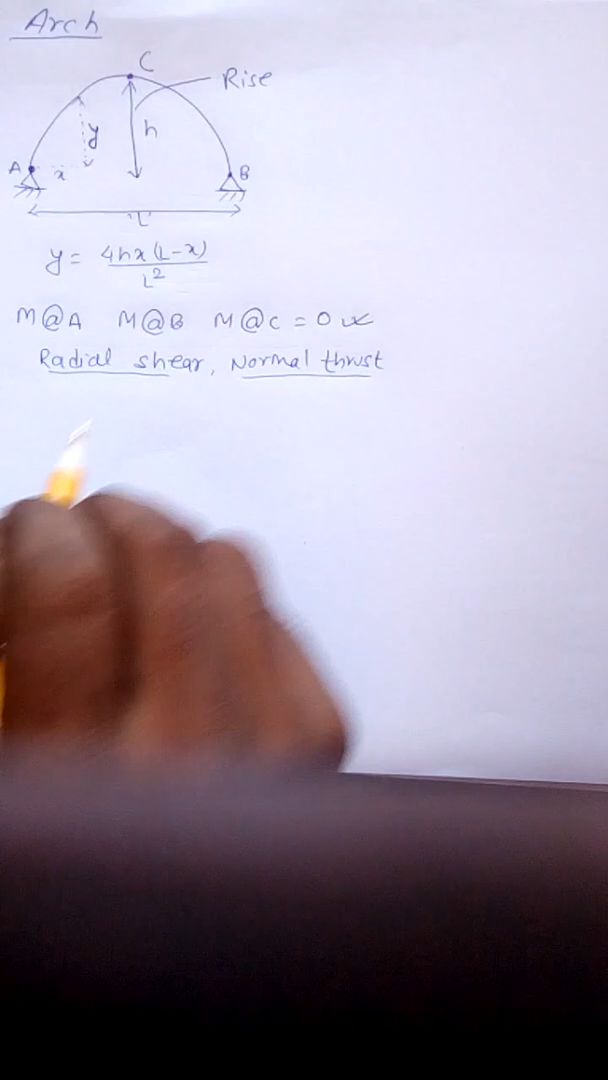 Arch
C
Rise
y
h
A
x
B
'L'
y = 4hx(L-x)
L²
M@A M@B M@C = 0
Radial shear, Normal thrust